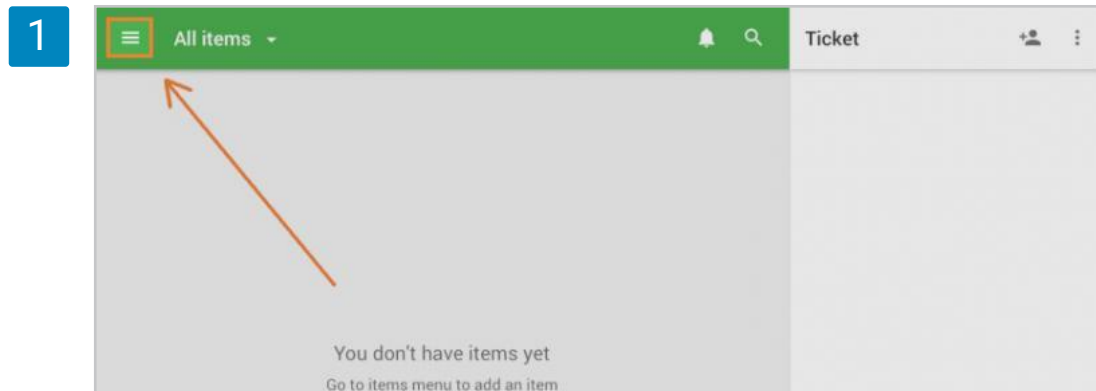 1
All items
Ticket
You don't have items yet
Go to items menu to add an item